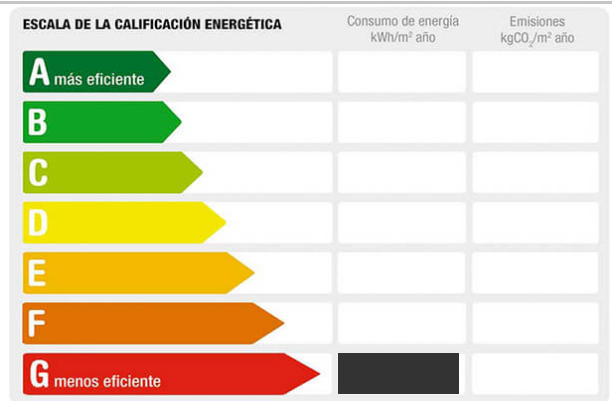 ESCALA DE LA CALIFICACIÓN ENERGÉTICA
Consumo de energía
kWh/m² año
Emisiones
kgCO₂/m² año
A más eficiente
B
C
D
E
F
G menos eficiente